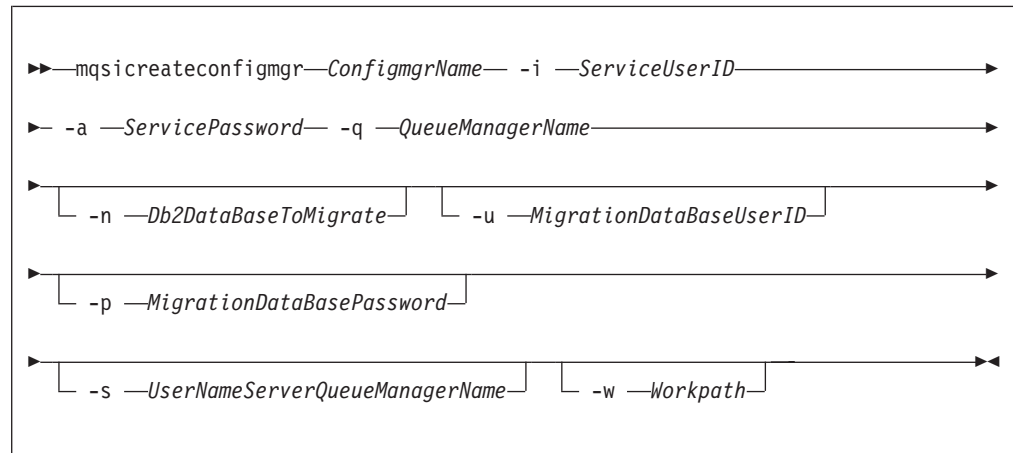 mqsicreateconfigmgr ConfigmgrName -i ServiceUserID
-a ServicePassword -q QueueManagerName
-n Db2DataBaseToMigrate -u MigrationDataBaseUserID
-p MigrationDataBasePassword
-s UserNameServerQueueManagerName -w Workpath